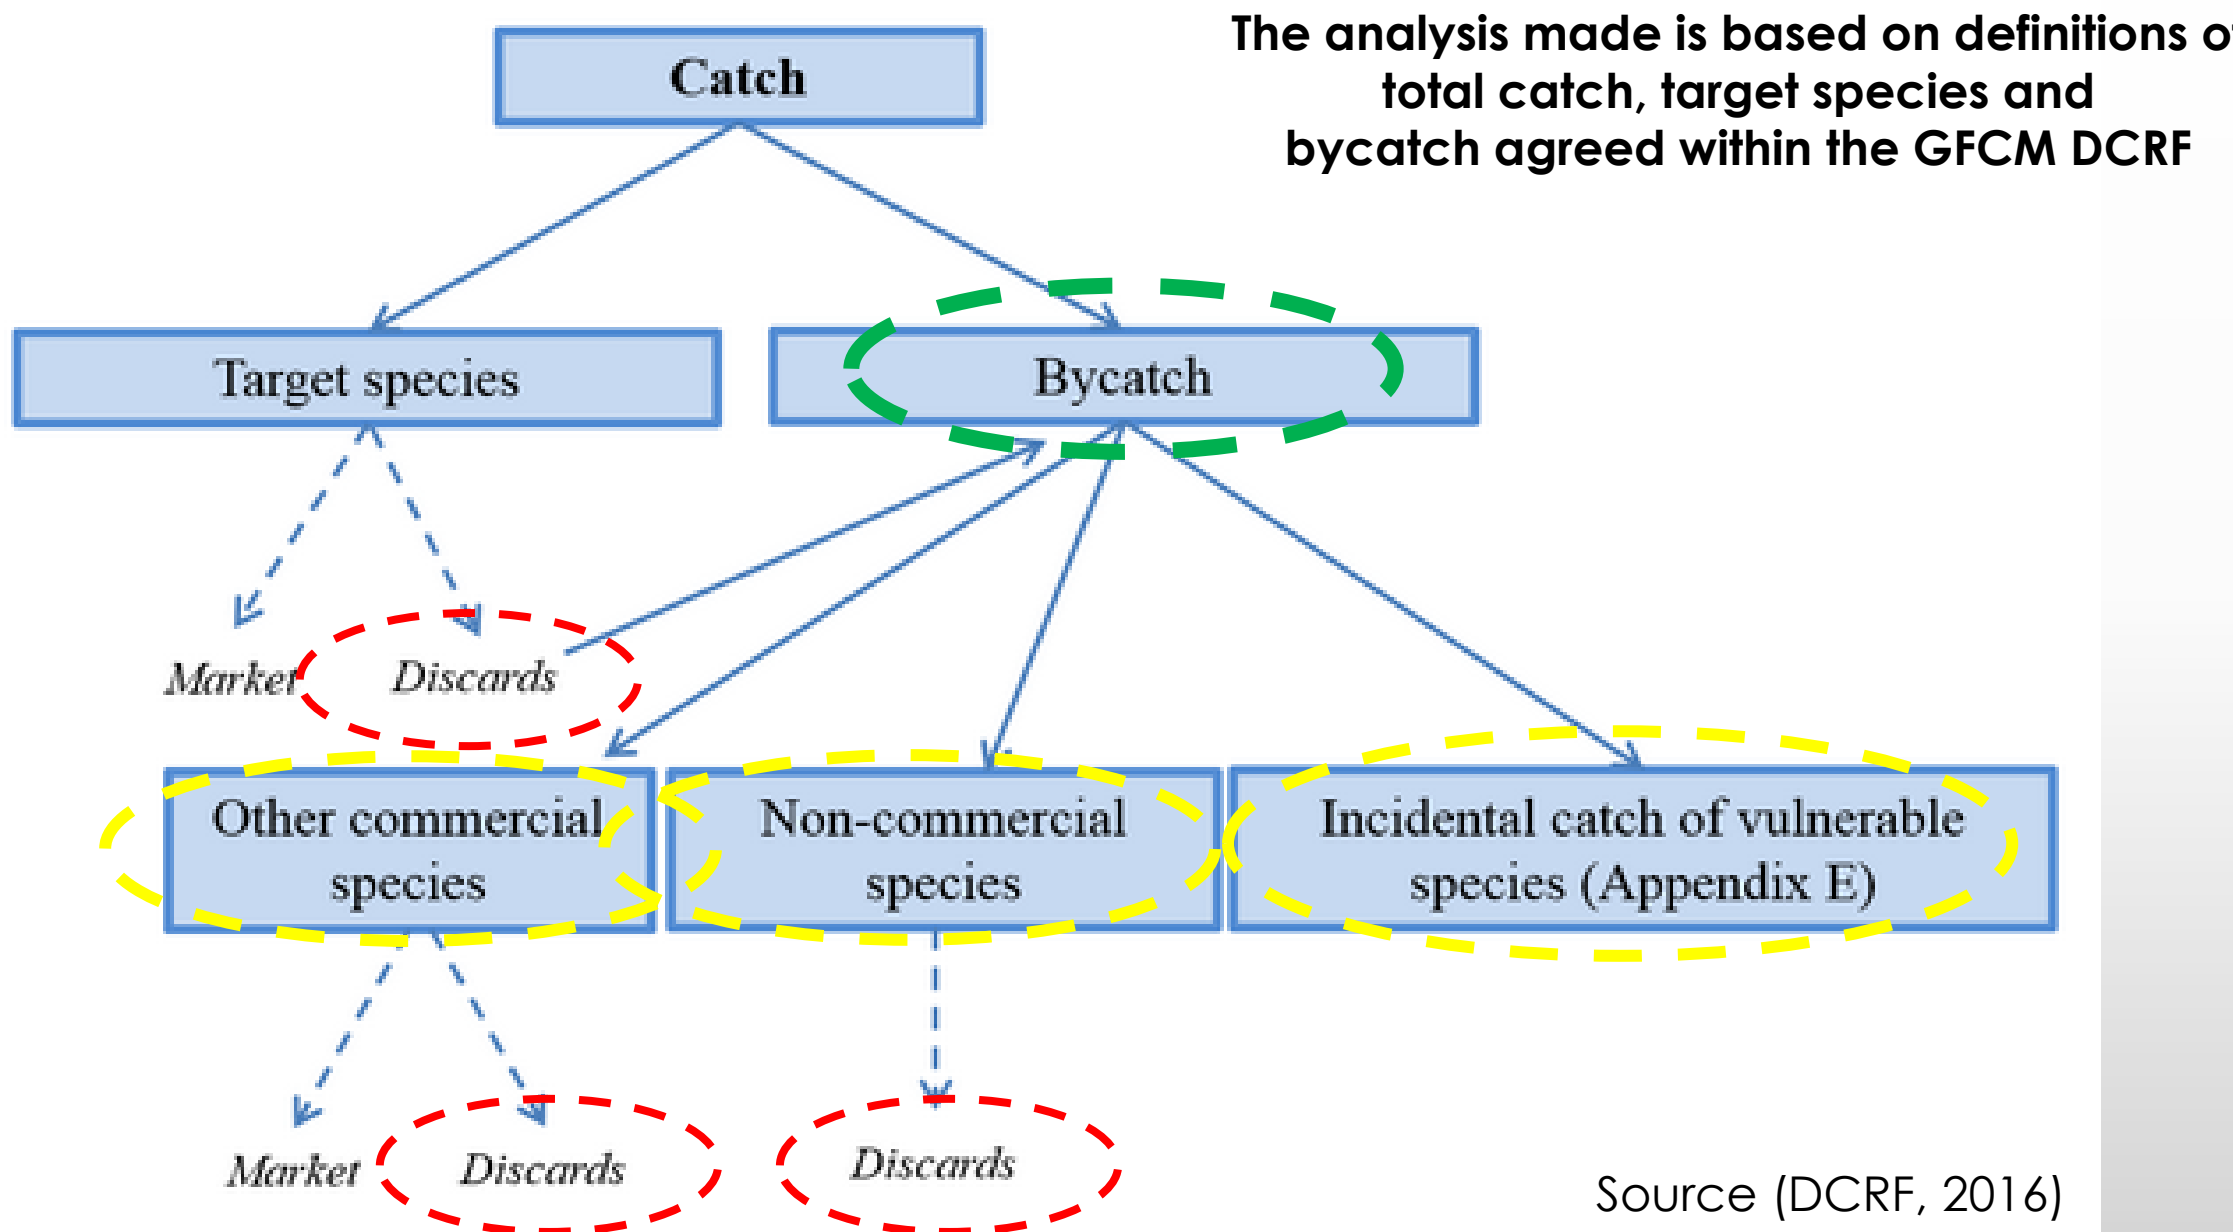 The analysis made is based on definitions of
total catch, target species and
bycatch agreed within the GFCM DCRF
Catch
Target species
Bycatch
Market
Discards
Other commercial
species
Non-commercial
species
Incidental catch of vulnerable
species (Appendix E)
Market
Discards
Discards
Source (DCRF, 2016)